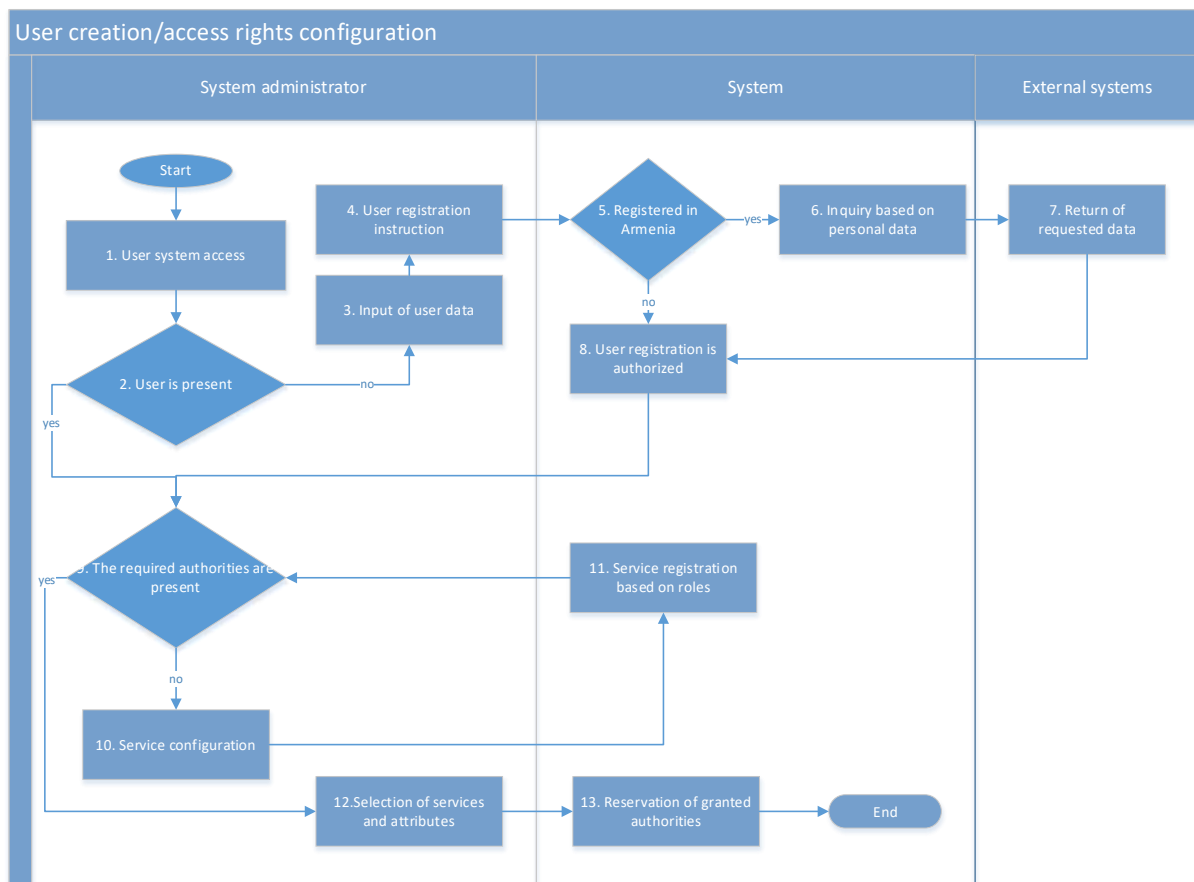 User creation/access rights configuration
System administrator
System
External systems
Start
1. User system access
2. User is present
no
yes
3. Input of user data
4. User registration
instruction
5. Registered in
Armenia
yes
no
6. Inquiry based on
personal data
7. Return of
requested data
8. User registration is
authorized
9. The required authorities are
present
yes
no
10. Service configuration
11. Service registration
based on roles
12.Selection of services
and attributes
13. Reservation of granted
authorities
End